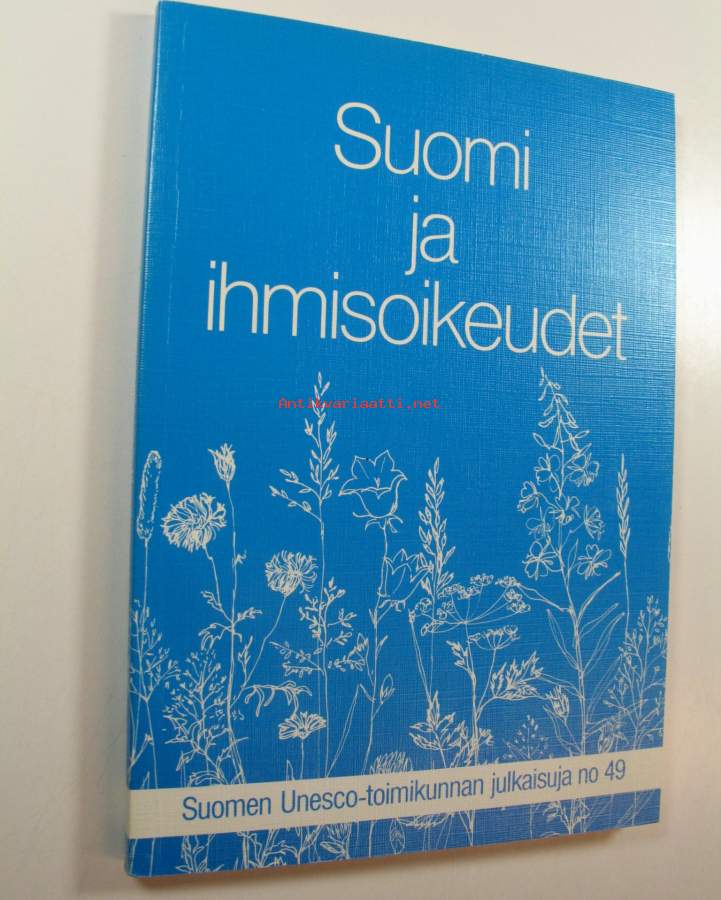 Suomi
ja
ihmisoikeudet
Antikvariaatti.net
Suomen Unesco-toimikunnan julkaisuja no 49